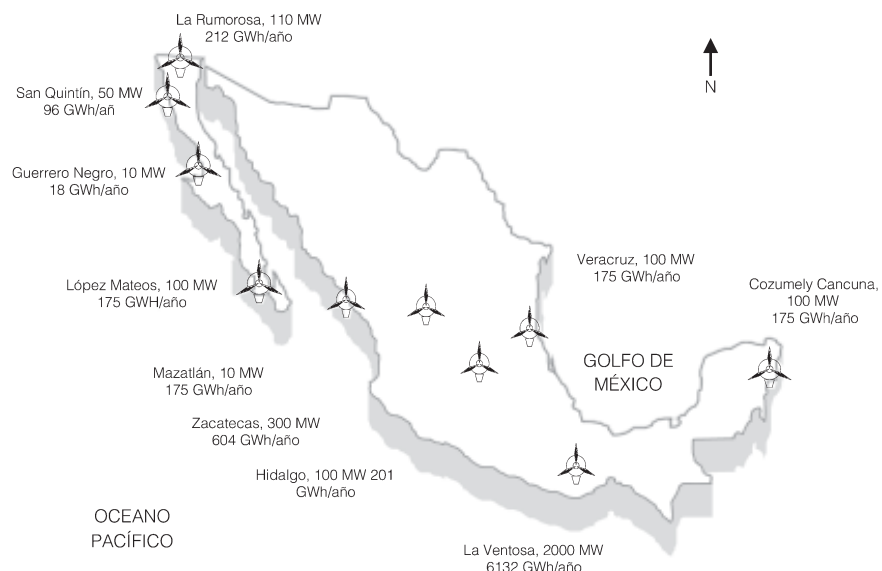 La Rumorosa, 110 MW
212 GWh/año
San Quintín, 50 MW
96 GWh/añ
N
Guerrero Negro, 10 MW
18 GWh/año
López Mateos, 100 MW
175 GWH/año
Veracruz, 100 MW
175 GWh/año
Cozumely Cancuna,
100 MW
175 GWh/año
GOLFO DE
MÉXICO
Mazatlán, 10 MW
175 GWh/año
Zacatecas, 300 MW
604 GWh/año
Hidalgo, 100 MW 201
GWh/año
OCEANO
PACÍFICO
La Ventosa, 2000 MW
6132 GWh/año